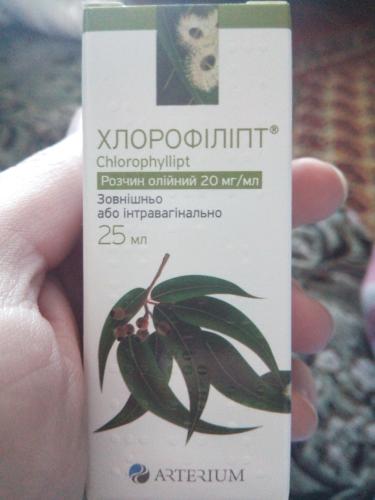 ХЛОРОФІЛІПТ®
Chlorophyllipt
Розчин олійний 20 мг/мл
Зовнішньо
або інтравагінально
25 мл
ARTERIUM